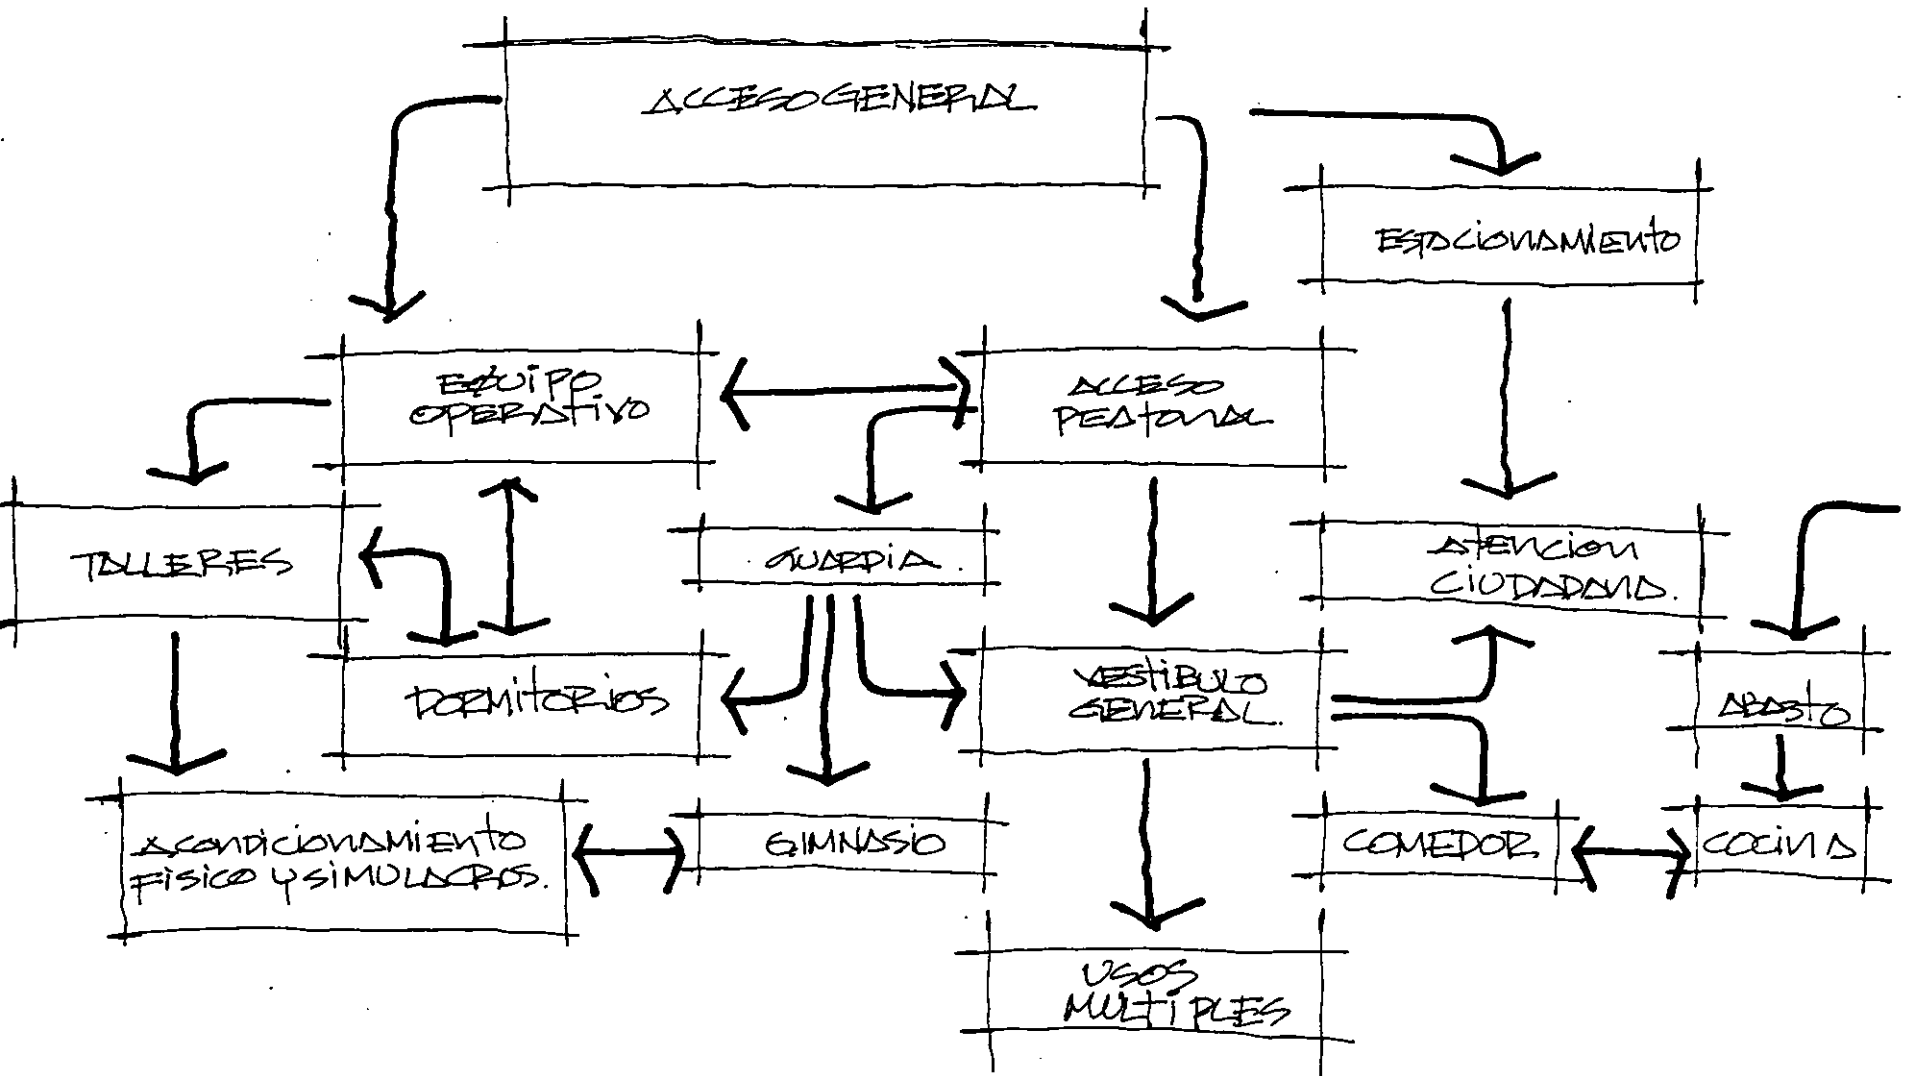 ACCESO GENERAL
ESTACIONAMIENTO
EQUIPO
OPERATIVO
ACCESO
PEATONAL
TALLERES
GUARDIA.
ATENCION
CIUDADANA.
DORMITORIOS
VESTIBULO
GENERAL.
ABASTO
ACONDICIONAMIENTO
FISICO Y SIMULACROS.
GIMNASIO
COMEDOR
COCINA
USOS
MULTIPLES